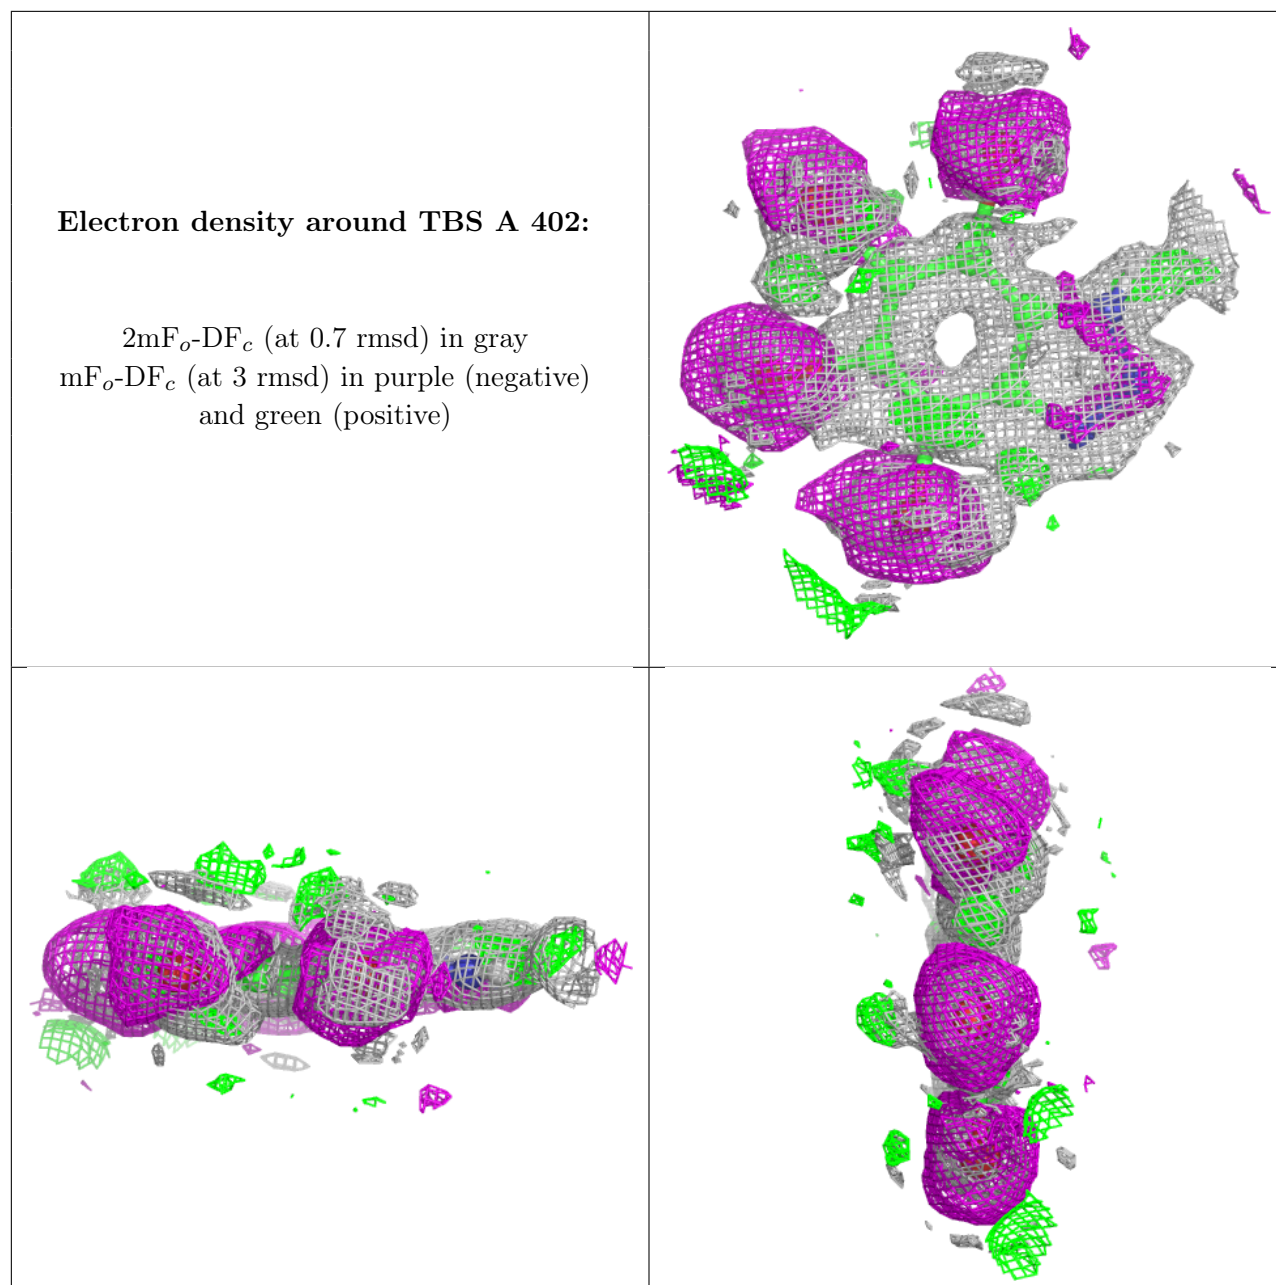 Electron density around TBS A 402:
2mFo-DFc (at 0.7 rmsd) in gray
mFo-DFc (at 3 rmsd) in purple (negative)
and green (positive)